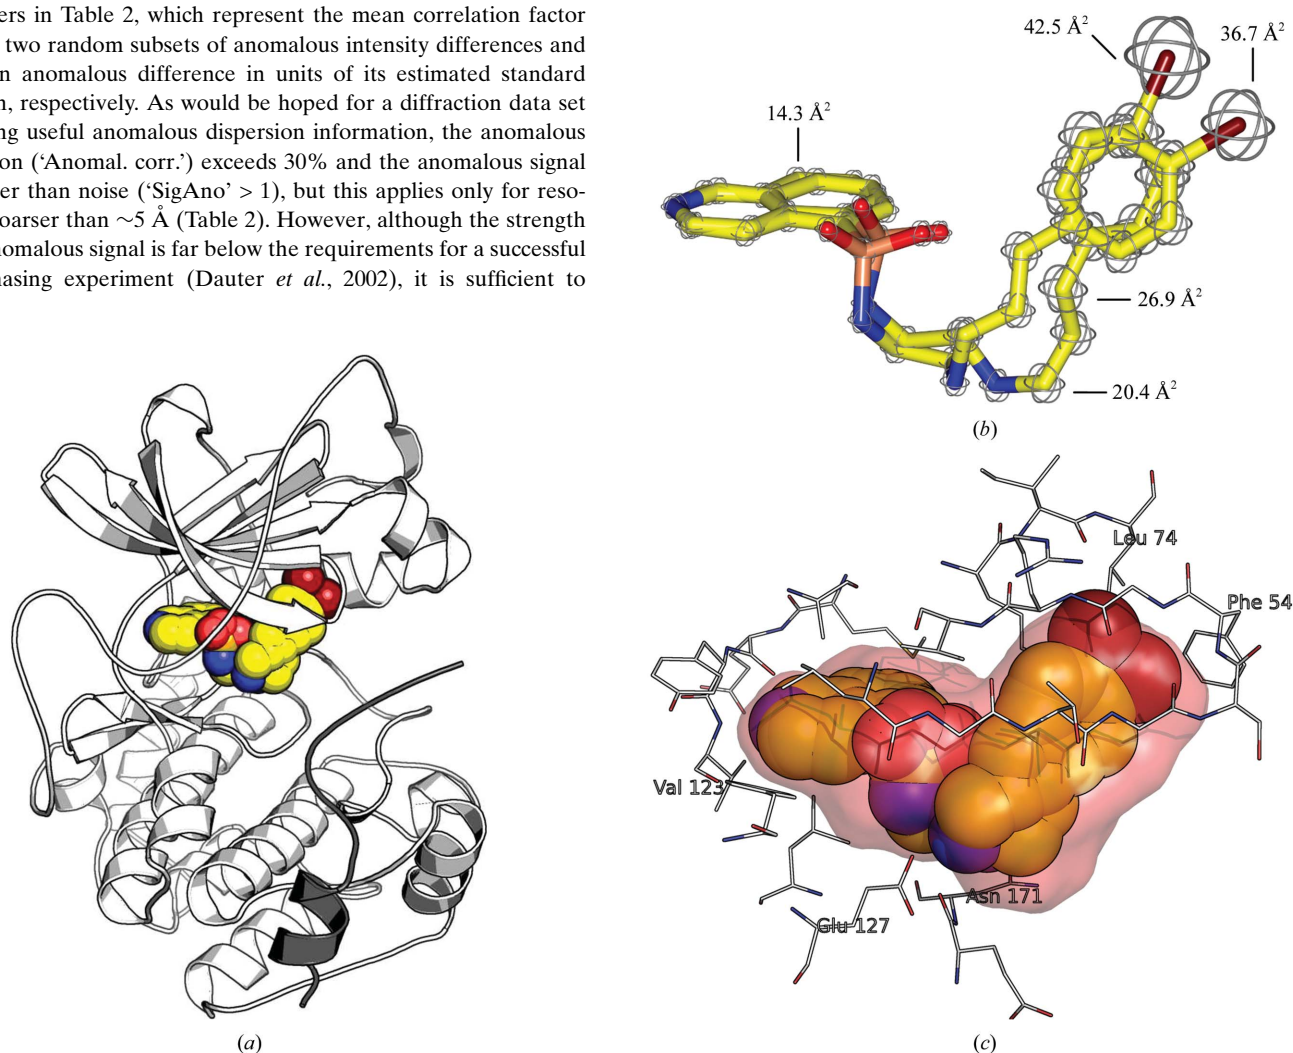 ers in Table 2, which represent the mean correlation factor
two random subsets of anomalous intensity differences and
n anomalous difference in units of its estimated standard
n, respectively. As would be hoped for a diffraction data set
ng useful anomalous dispersion information, the anomalous
on (‘Anomal. corr.’) exceeds 30% and the anomalous signal
er than noise (‘SigAno’ > 1), but this applies only for reso-
oarser than ∼5 Å (Table 2). However, although the strength
nomalous signal is far below the requirements for a successful
asing experiment (Dauter et al., 2002), it is sufficient to
(a)
42.5 Å²
36.7 Å²
14.3 Å²
26.9 Å²
20.4 Å²
(b)
Leu 74
Phe 54
Val 123
Asn 171
Glu 127
(c)